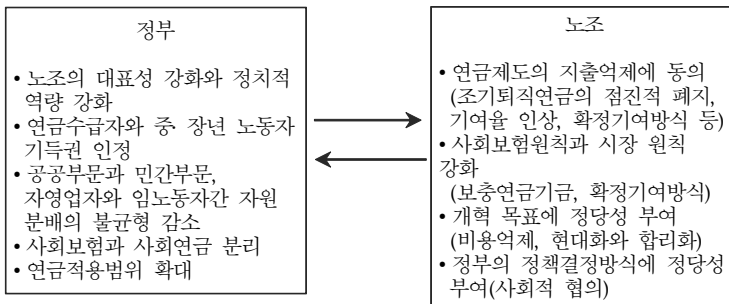 정부
• 노조의 대표성 강화와 정치적
역량 강화
• 연금수급자와 중·장년 노동자
기득권 인정
• 공공부문과 민간부문,
자영업자와 임노동자간 자원
분배의 불균형 감소
• 사회보험과 사회연금 분리
• 연금적용범위 확대
노조
• 연금제도의 지출억제에 동의
(조기퇴직연금의 점진적 폐지,
기여율 인상, 확정기여방식 등)
• 사회보험원칙과 시장 원칙
강화
(보충연금기금, 확정기여방식)
• 개혁 목표에 정당성 부여
(비용억제, 현대화와 합리화)
• 정부의 정책결정방식에 정당성
부여(사회적 협의)